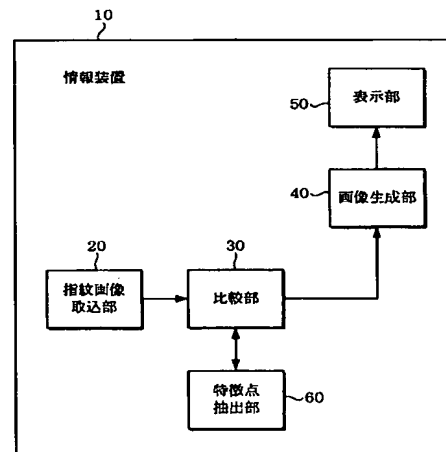 10
情報装置
50
表示部
40
画像生成部
20
30
指紋画像
取込部
比較部
特徴点
抽出部
60